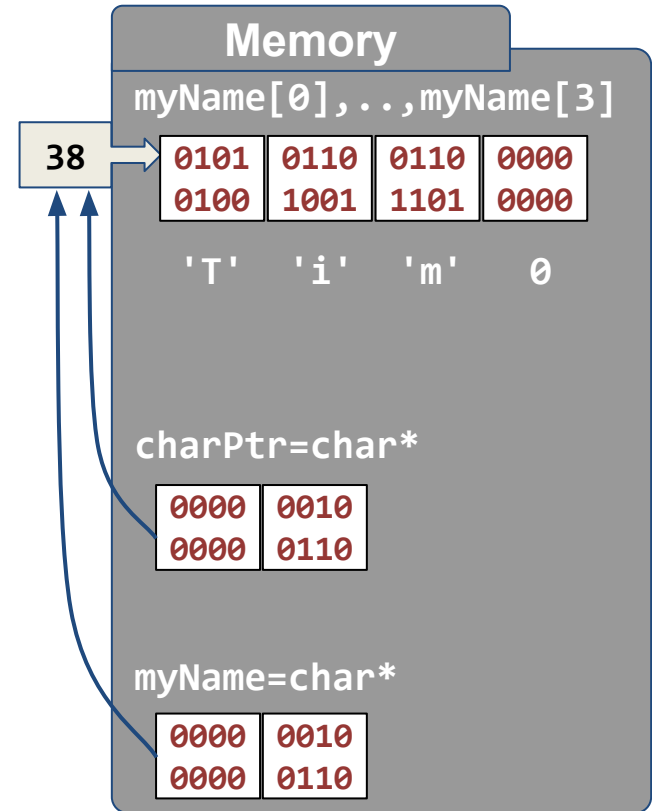 Memory
myName[0],..,myName[3]
38
0101 0110 0110 0000
0100 1001 1101 0000
'T' 'i' 'm' 0
charPtr=char*
0000 0010
0000 0110
myName=char*
0000 0010
0000 0110